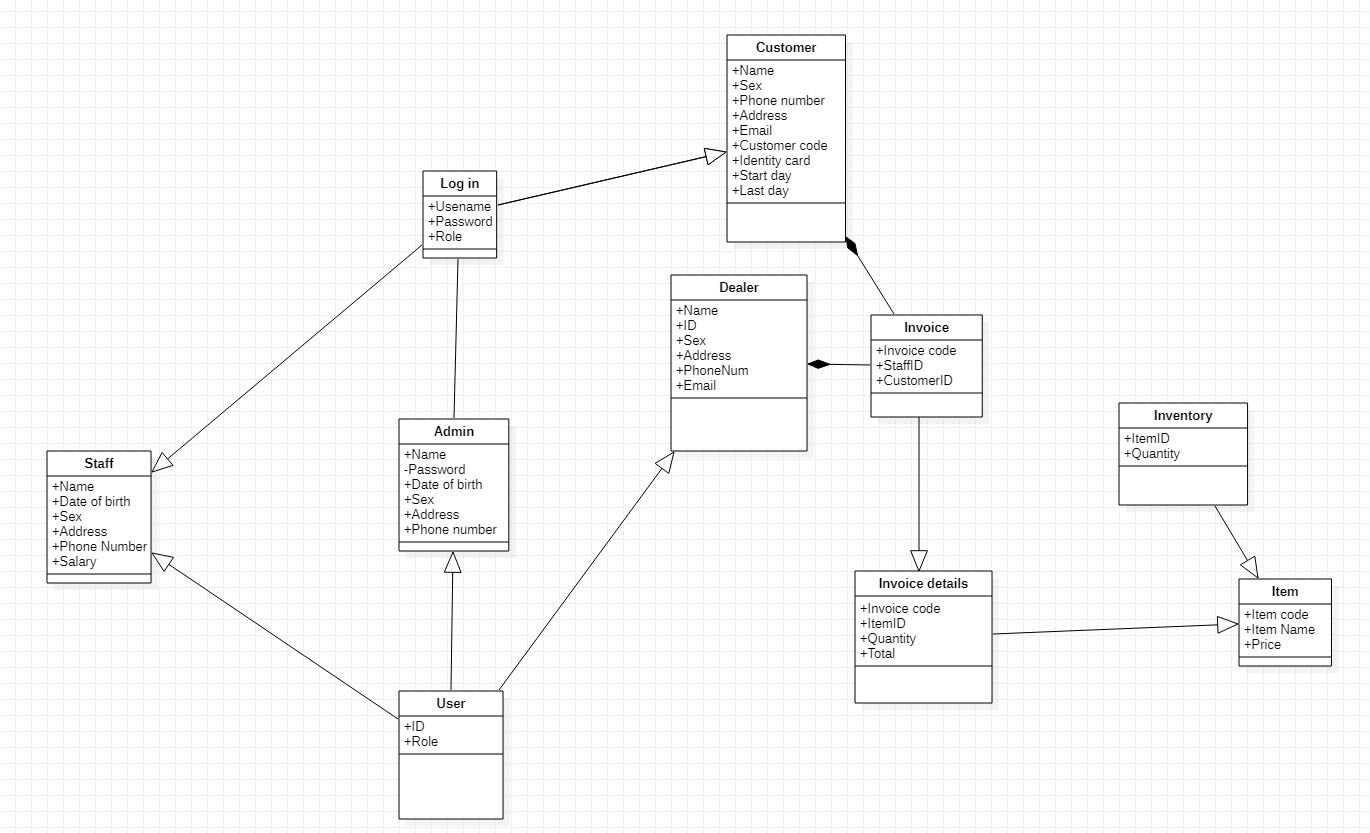 Customer
+Name
+Sex
+Phone number
+Address
+Email
+Customer code
+Identity card
+Start day
+Last day
Log in
+Usename
+Password
+Role
Dealer
+Name
+ID
+Sex
+Address
+PhoneNum
+Email
Invoice
+Invoice code
+StaffID
+CustomerID
Inventory
+ItemID
+Quantity
Admin
+Name
-Password
+Date of birth
+Sex
+Address
+Phone number
Staff
+Name
+Date of birth
+Sex
+Address
+Phone Number
+Salary
Invoice details
+Invoice code
+ItemID
+Quantity
+Total
Item
+Item code
+Item Name
+Price
User
+ID
+Role